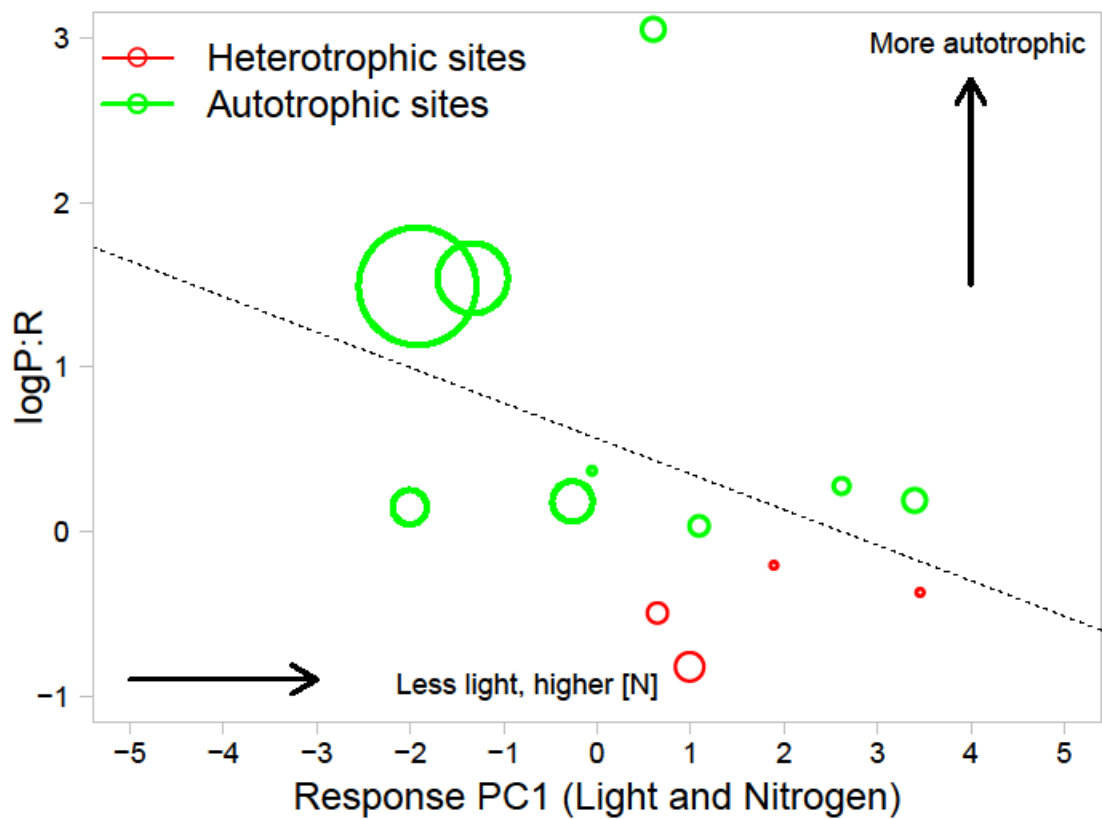 Heterotrophic sites
Autotrophic sites
More autotrophic
3
2
1
0
−1
logP:R
Less light, higher [N]
−5 −4 −3 −2 −1 0 1 2 3 4 5
Response PC1 (Light and Nitrogen)